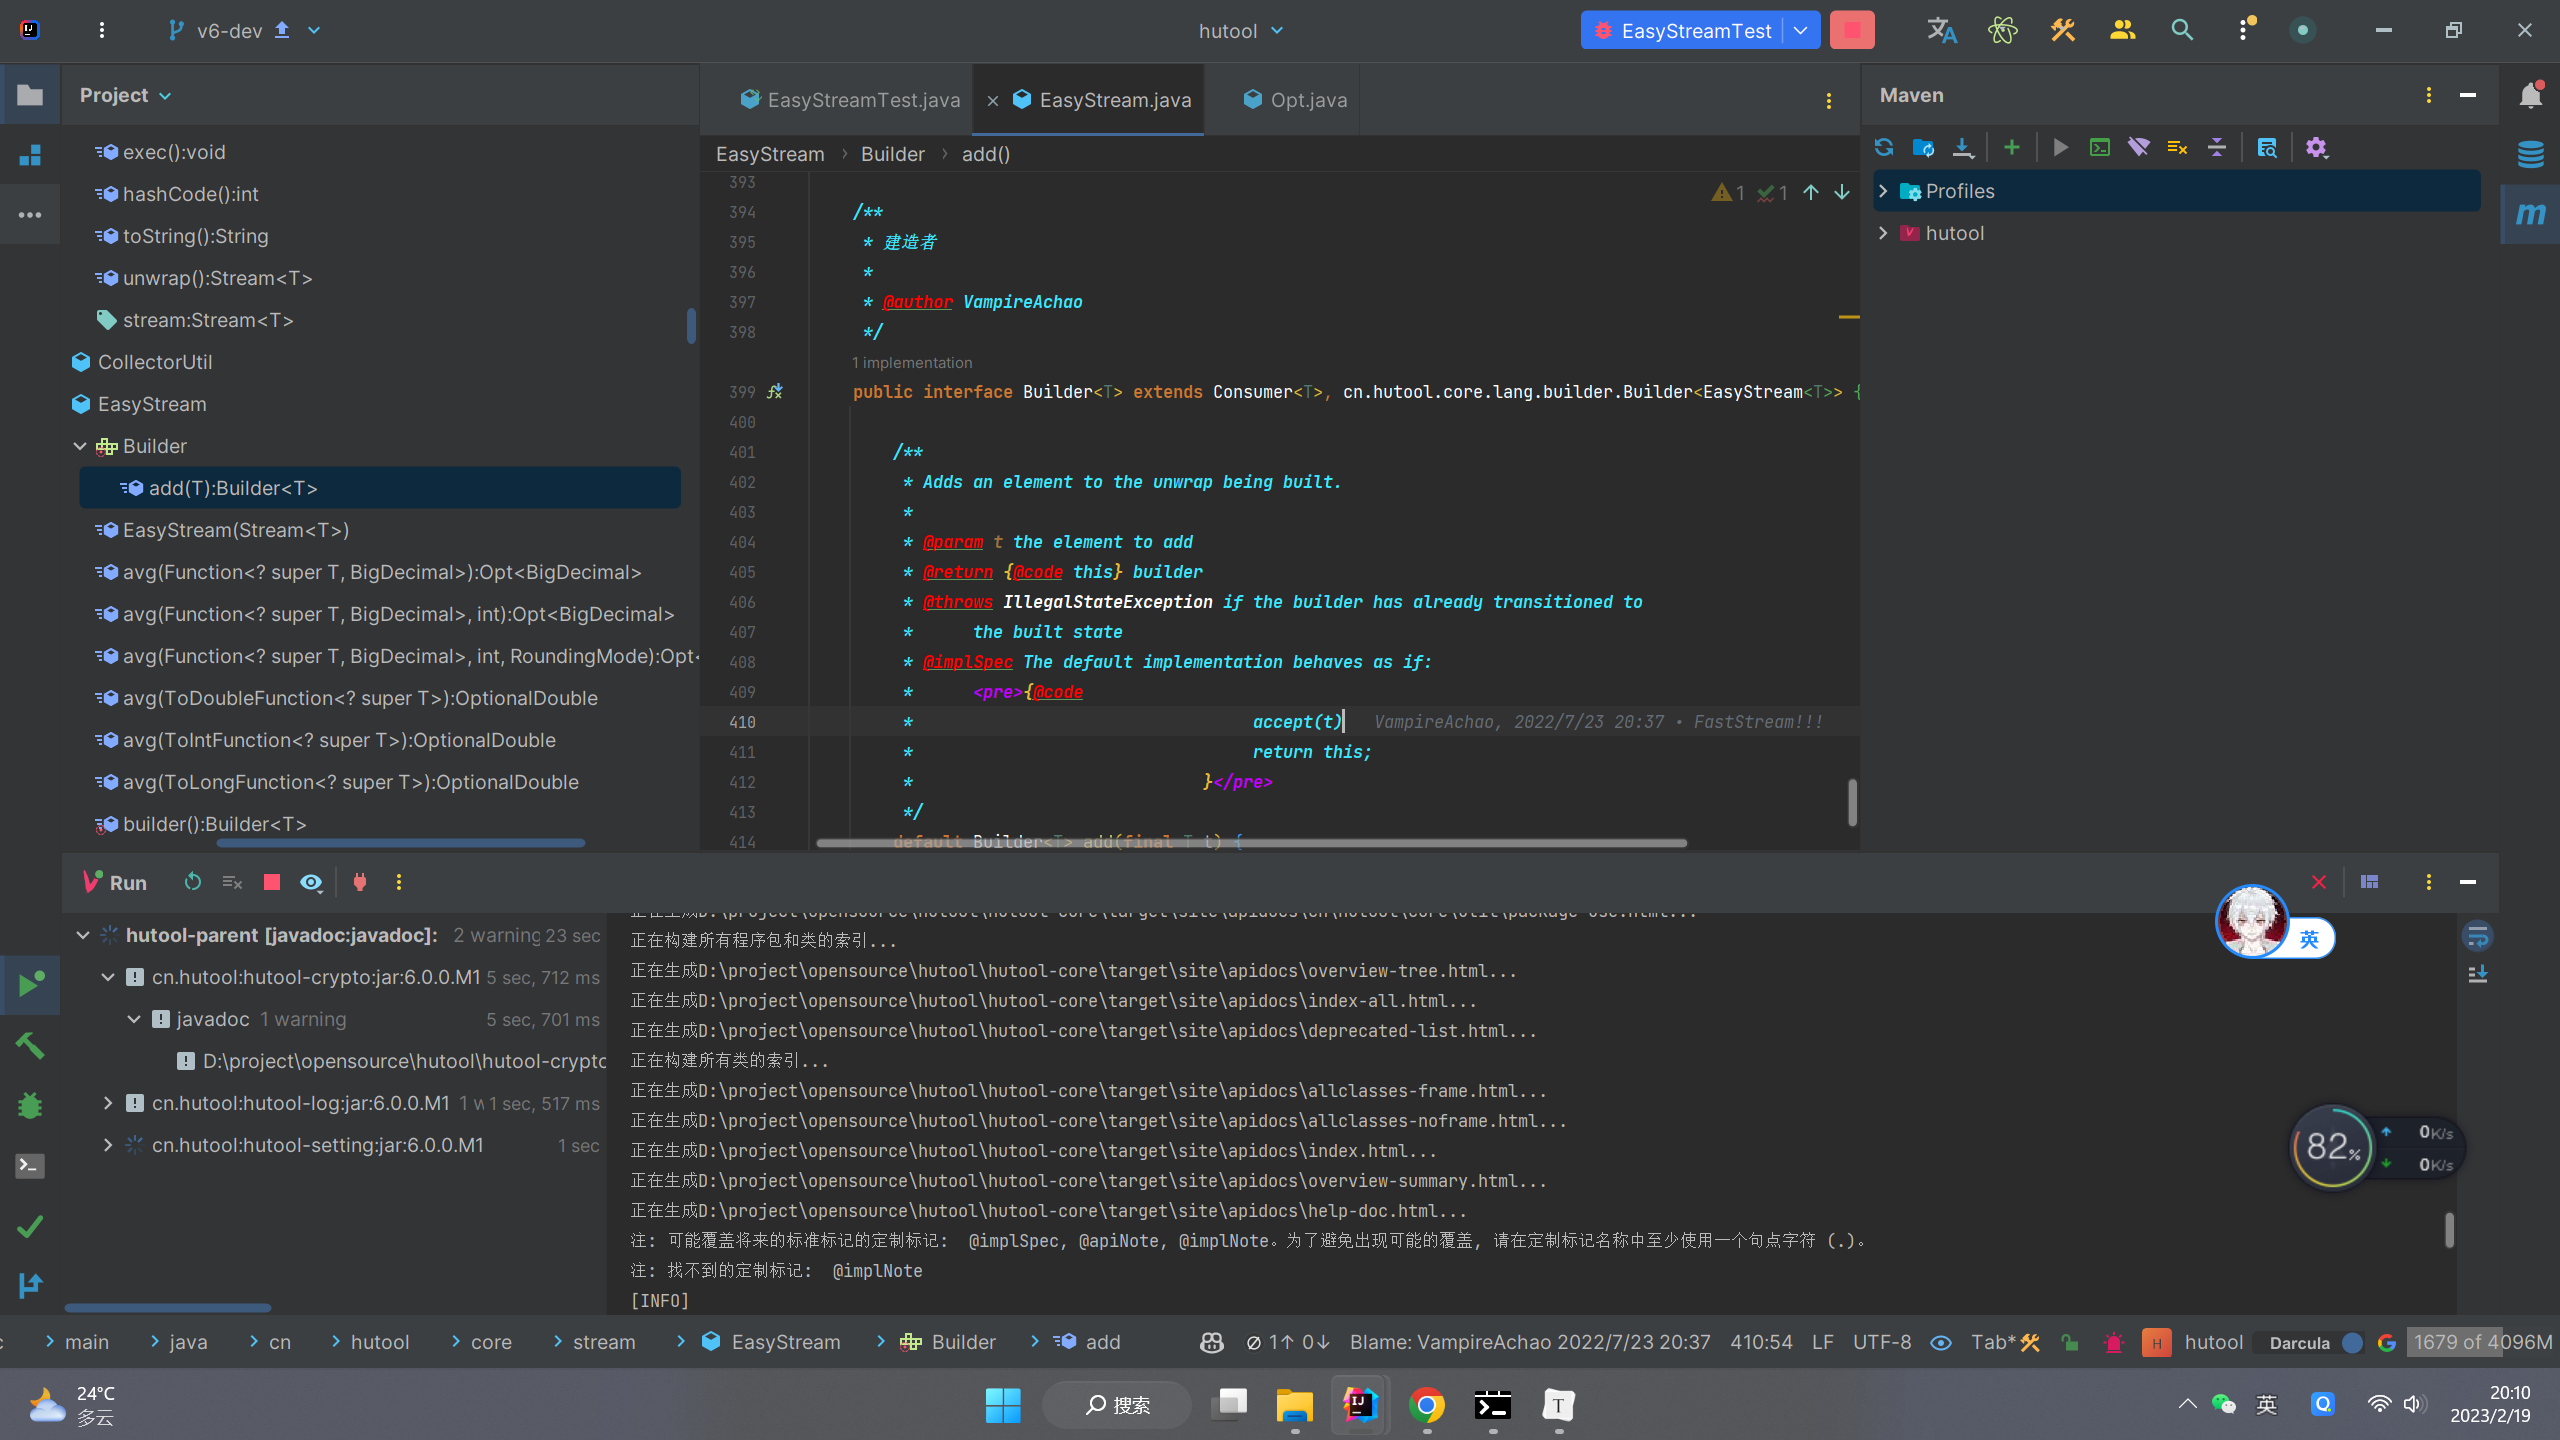 v6-dev
hutool
EasyStreamTest
Project
exec():void
hashCode():int
toString():String
unwrap():Stream<T>
stream:Stream<T>
CollectorUtil
EasyStream
Builder
add(T):Builder<T>
EasyStream(Stream<T>)
avg(Function<? super T, BigDecimal>):Opt<BigDecimal>
avg(Function<? super T, BigDecimal>, int):Opt<BigDecimal>
avg(Function<? super T, BigDecimal>, int, RoundingMode):Opt<
avg(ToDoubleFunction<? super T>):OptionalDouble
avg(ToIntFunction<? super T>):OptionalDouble
avg(ToLongFunction<? super T>):OptionalDouble
builder():Builder<T>
EasyStreamTest.java
EasyStream.java
Opt.java
EasyStream › Builder › add()
1 1
393
394 /**
395 * 建造者
396 *
397 * @author VampireAchao
398 */
1 implementation
399 public interface Builder<T> extends Consumer<T>, cn.hutool.core.lang.builder.Builder<EasyStream<T>> {
400
401 /**
402 * Adds an element to the unwrap being built.
403 *
404 * @param t the element to add
405 * @return {@code this} builder
406 * @throws IllegalStateException if the builder has already transitioned to
407 * the built state
408 * @implSpec The default implementation behaves as if:
409 * <pre>{@code
410 * accept(t) VampireAchao, 2022/7/23 20:37 • FastStream!!!
411 * return this;
412 * }</pre>
413 */
414 default Builder<T> add(final T t) {
Maven
Profiles
hutool
Run
hutool-parent [javadoc:javadoc]: 2 warning 23 sec
cn.hutool:hutool-crypto:jar:6.0.0.M1 5 sec, 712 ms
javadoc 1 warning 5 sec, 701 ms
D:\project\opensource\hutool\hutool-crypto
cn.hutool:hutool-log:jar:6.0.0.M1 1 w 1 sec, 517 ms
cn.hutool:hutool-setting:jar:6.0.0.M1 1 sec
正在生成D:\project\opensource\hutool\hutool-core\target\site\apidocs\cn\hutool\core\util\package-use.html...
正在构建所有程序包和类的索引...
正在生成D:\project\opensource\hutool\hutool-core\target\site\apidocs\overview-tree.html...
正在生成D:\project\opensource\hutool\hutool-core\target\site\apidocs\index-all.html...
正在生成D:\project\opensource\hutool\hutool-core\target\site\apidocs\deprecated-list.html...
正在构建所有类的索引...
正在生成D:\project\opensource\hutool\hutool-core\target\site\apidocs\allclasses-frame.html...
正在生成D:\project\opensource\hutool\hutool-core\target\site\apidocs\allclasses-noframe.html...
正在生成D:\project\opensource\hutool\hutool-core\target\site\apidocs\index.html...
正在生成D:\project\opensource\hutool\hutool-core\target\site\apidocs\overview-summary.html...
正在生成D:\project\opensource\hutool\hutool-core\target\site\apidocs\help-doc.html...
注: 可能覆盖将来的标准标记的定制标记: @implSpec, @apiNote, @implNote。为了避免出现可能的覆盖, 请在定制标记名称中至少使用一个句点字符 (.)。
注: 找不到的定制标记: @implNote
[INFO]
英
82%
0K/s
0K/s
c › main › java › cn › hutool › core › stream › EasyStream › Builder › add
1↑ 0↓ Blame: VampireAchao 2022/7/23 20:37 410:54 LF UTF-8 Tab* H hutool Darcula 1679 of 4096M
24°C
多云
搜索
英
20:10
2023/2/19